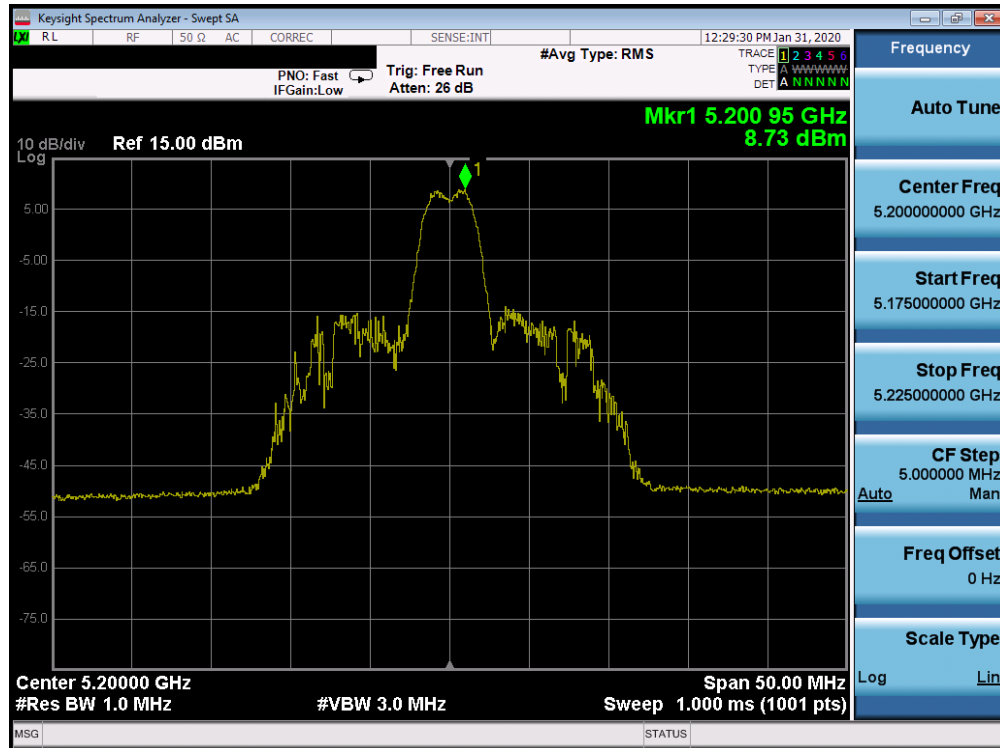 Keysight Spectrum Analyzer - Swept SA
LXI RL RF 50 Ω AC CORREC SENSE:INT 12:29:30 PM Jan 31, 2020
PNO: Fast
IFGain:Low
Trig: Free Run
Atten: 26 dB
#Avg Type: RMS
TRACE 1 2 3 4 5 6
TYPE A WWWWW
DET A N N N N N
Mkr1 5.200 95 GHz
8.73 dBm
10 dB/div Ref 15.00 dBm
Log
1
5.00
-5.00
-15.0
-25.0
-35.0
-45.0
-55.0
-65.0
-75.0
Center 5.20000 GHz Span 50.00 MHz
#Res BW 1.0 MHz #VBW 3.0 MHz Sweep 1.000 ms (1001 pts)
MSG STATUS
Frequency
Auto Tune
Center Freq
5.200000000 GHz
Start Freq
5.175000000 GHz
Stop Freq
5.225000000 GHz
CF Step
5.000000 MHz
Auto Man
Freq Offset
0 Hz
Scale Type
Log Lin